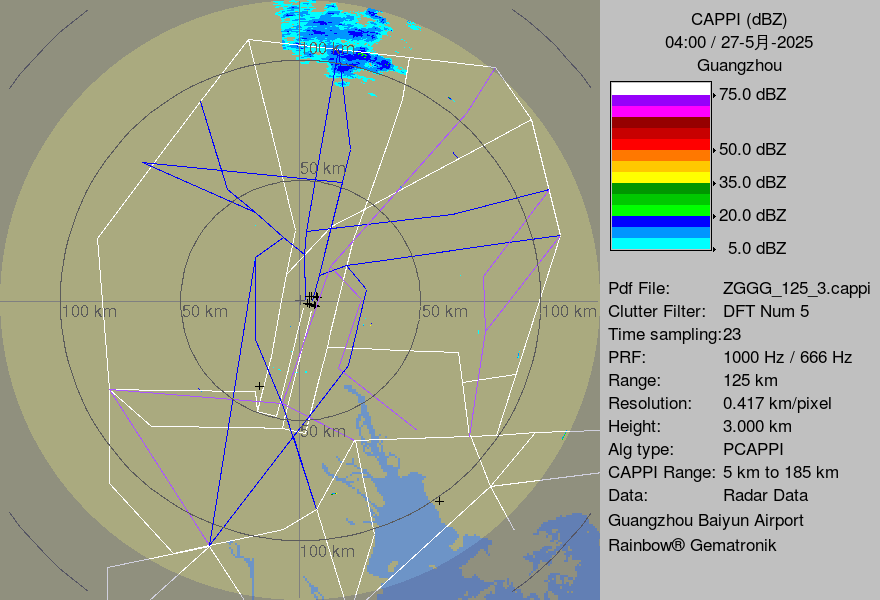 CAPPI (dBZ)
04:00 / 27-5月-2025
Guangzhou
75.0 dBZ
50.0 dBZ
35.0 dBZ
20.0 dBZ
5.0 dBZ
Pdf File: ZGGG_125_3.cappi
Clutter Filter: DFT Num 5
Time sampling:23
PRF: 1000 Hz / 666 Hz
Range: 125 km
Resolution: 0.417 km/pixel
Height: 3.000 km
Alg type: PCAPPI
CAPPI Range: 5 km to 185 km
Data: Radar Data
Guangzhou Baiyun Airport
Rainbow® Gematronik
100 km
50 km
100 km
50 km
50 km
100 km
50 km
100 km